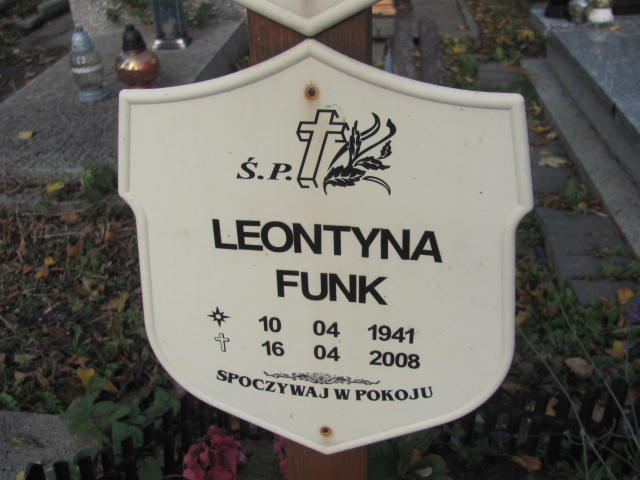 Ś.P.
LEONTYNA
FUNK
10 04 1941
16 04 2008
SPOCZYWAJ W POKOJU